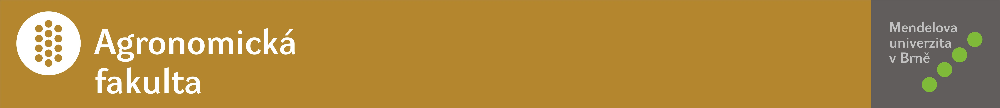 Agronomická
fakulta
Mendelova
univerzita
v Brně